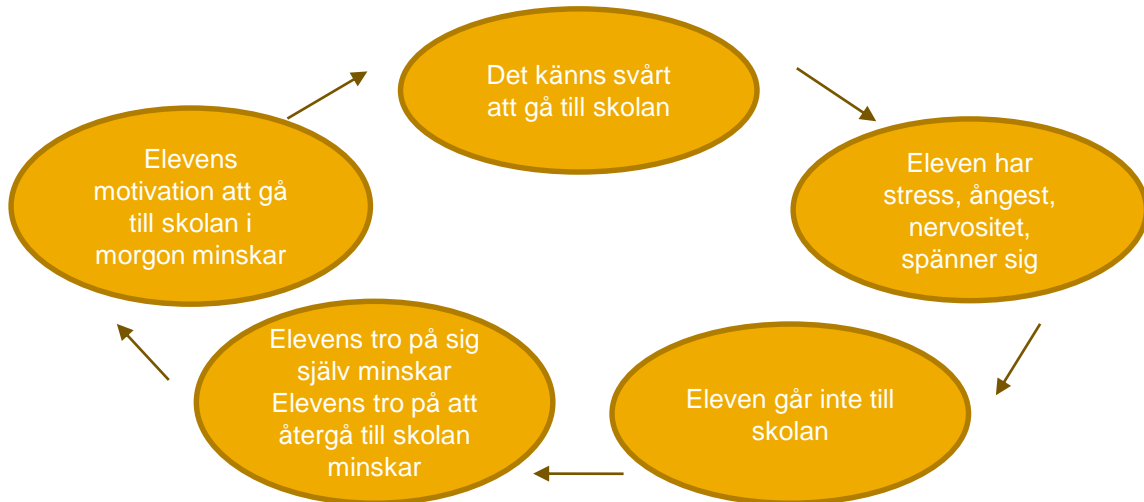 Det känns svårt
att gå till skolan
Eleven har
stress, ångest,
nervositet,
spänner sig
Eleven går inte till
skolan
Elevens tro på sig
själv minskar
Elevens tro på att
återgå till skolan
minskar
Elevens
motivation att gå
till skolan i
morgon minskar